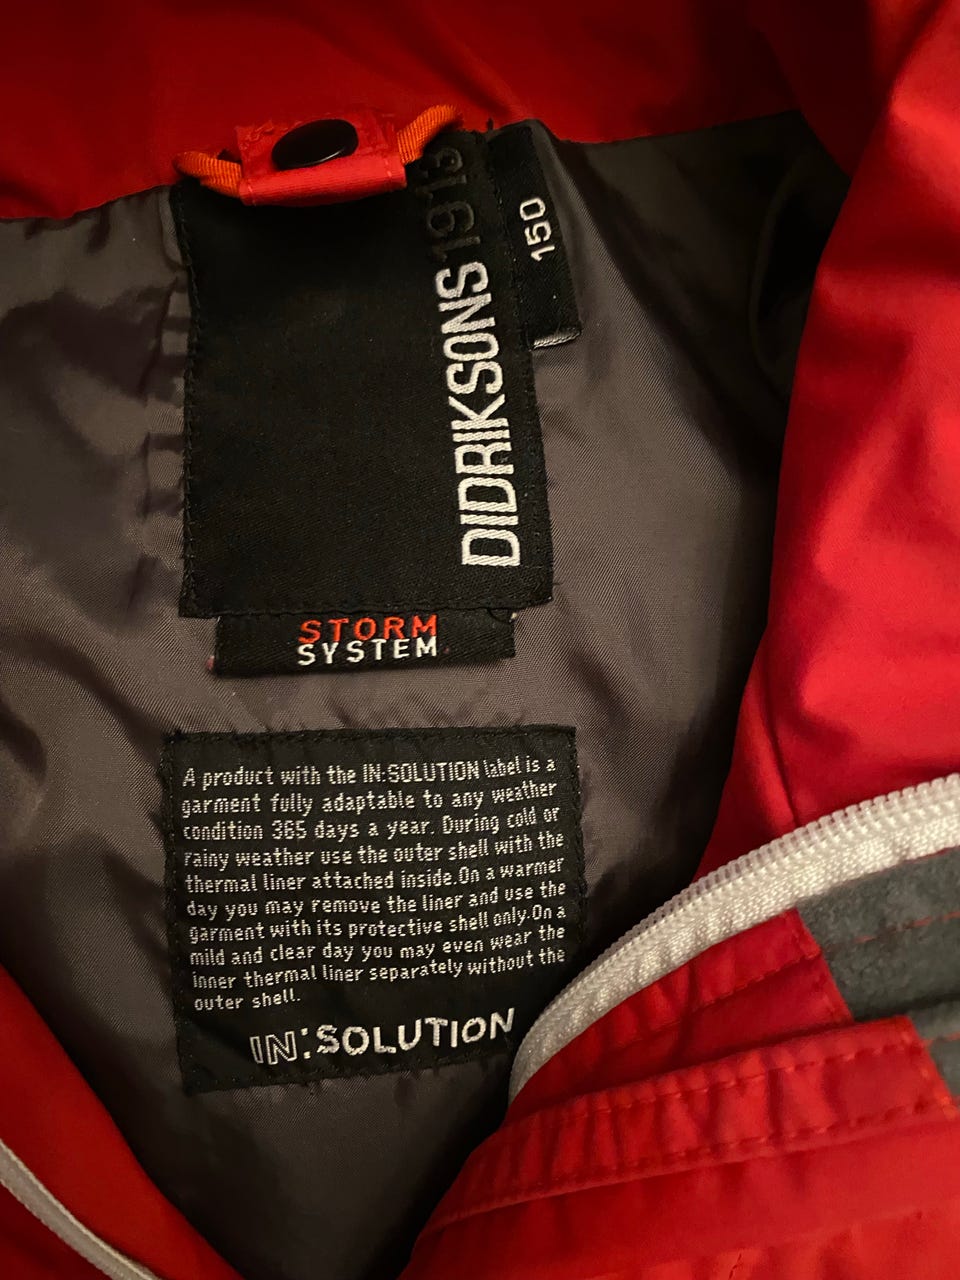 DIDRIKSONS 1913
150
STORM
SYSTEM
A product with the IN:SOLUTION label is a
garment fully adaptable to any weather
condition 365 days a year. During cold or
rainy weather use the outer shell with the
thermal liner attached inside.On a warmer
day you may remove the liner and use the
garment with its protective shell only.On a
mild and clear day you may even wear the
inner thermal liner separately without the
outer shell.
IN:SOLUTION